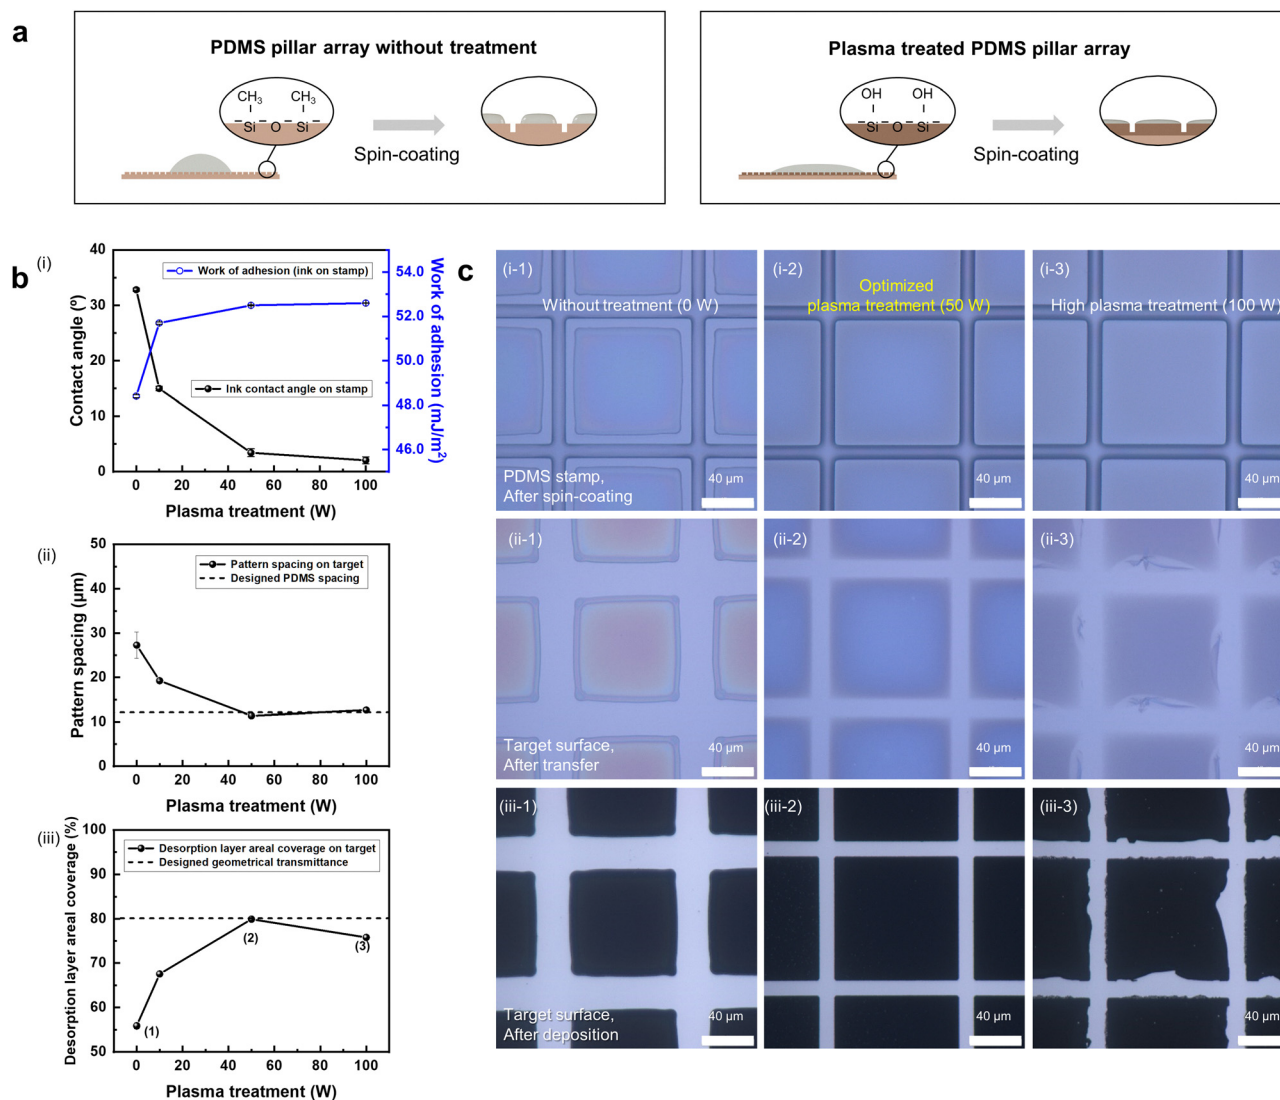 a
PDMS pillar array without treatment
CH3 CH3
Si O Si
Spin-coating
Plasma treated PDMS pillar array
OH OH
Si O Si
Spin-coating
b
(i)
Contact angle (º)
40
30
20
10
0
Work of adhesion (ink on stamp)
Ink contact angle on stamp
54.0
52.0
50.0
48.0
46.0
Work of adhesion (mJ/m2)
0 20 40 60 80 100
Plasma treatment (W)
(ii)
Pattern spacing (μm)
50
40
30
20
10
0
Pattern spacing on target
Designed PDMS spacing
0 20 40 60 80 100
Plasma treatment (W)
(iii)
Desorption layer areal coverage (%)
100
90
80
70
60
50
Desorption layer areal coverage on target
Designed geometrical transmittance
(1)
(2)
(3)
0 20 40 60 80 100
Plasma treatment (W)
c
(i-1)
Without treatment (0 W)
PDMS stamp,
After spin-coating
40 μm
(i-2)
Optimized
plasma treatment (50 W)
40 μm
(i-3)
High plasma treatment (100 W)
40 μm
(ii-1)
Target surface,
After transfer
40 μm
(ii-2)
40 μm
(ii-3)
40 μm
(iii-1)
Target surface,
After deposition
40 μm
(iii-2)
40 μm
(iii-3)
40 μm